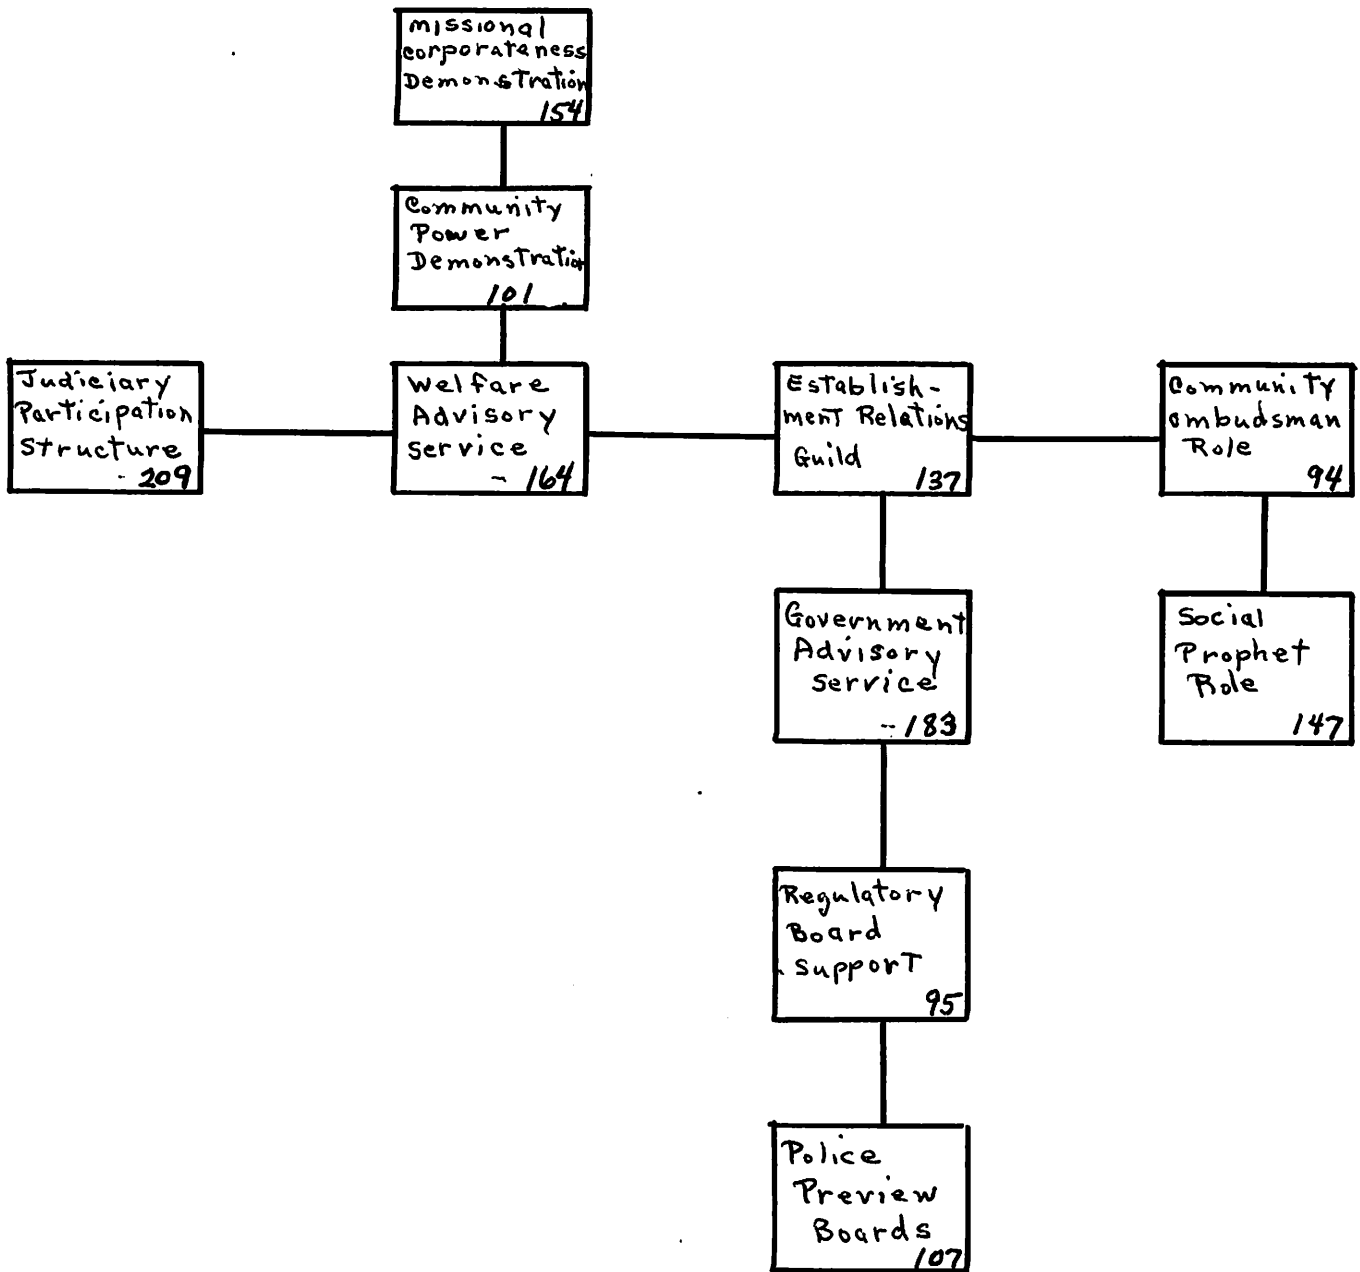 missional
corporateness
Demonstration
154
Community
Power
Demonstration
101
Judiciary
Participation
Structure
- 209
Welfare
Advisory
Service
- 164
Establish-
ment Relations
Guild
137
Community
ombudsman
Role
94
Government
Advisory
Service
- 183
Social
Prophet
Role
147
Regulatory
Board
Support
95
Police
Preview
Boards
107